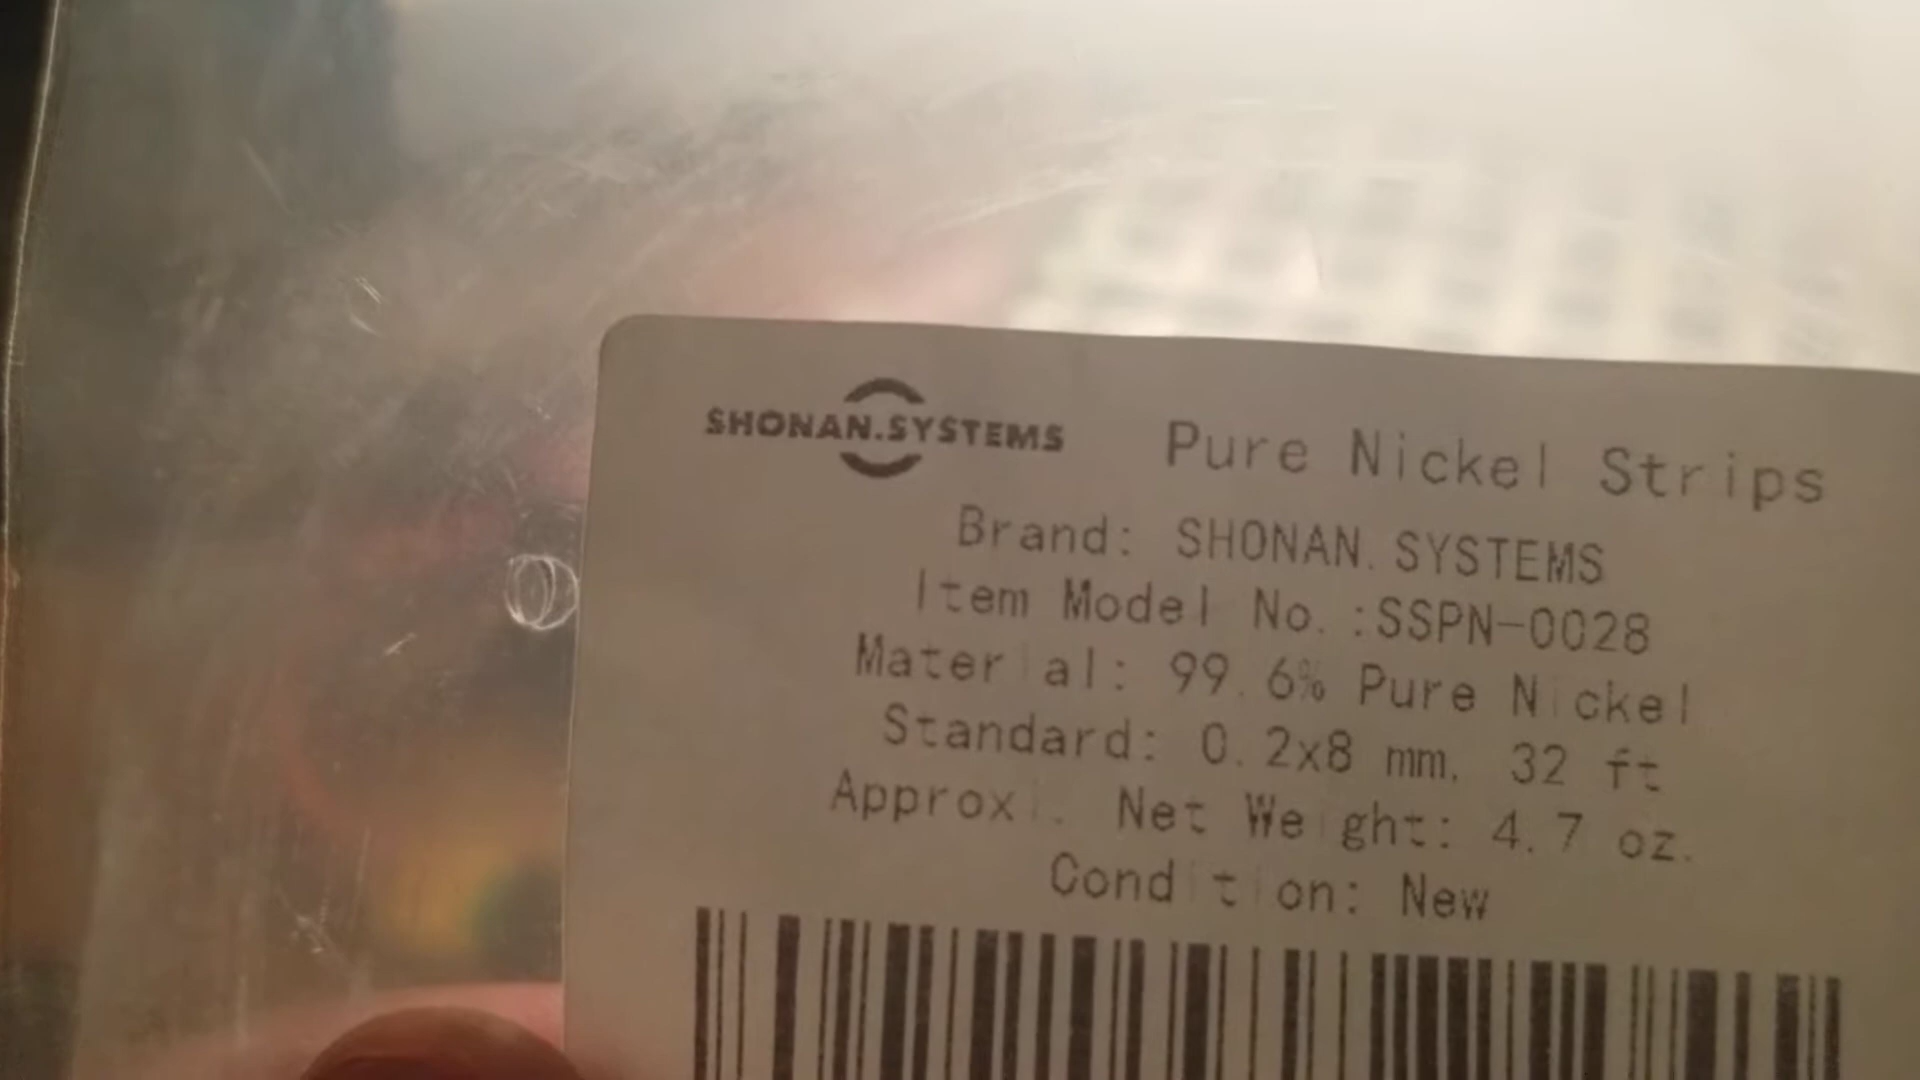 SHONAN.SYSTEMS Pure Nickel Strips
Brand: SHONAN.SYSTEMS
Item Model No.:SSPN-0028
Material: 99.6% Pure Nickel
Standard: 0.2x8 mm. 32 ft
Approxi. Net Weight: 4.7 oz.
Condition: New